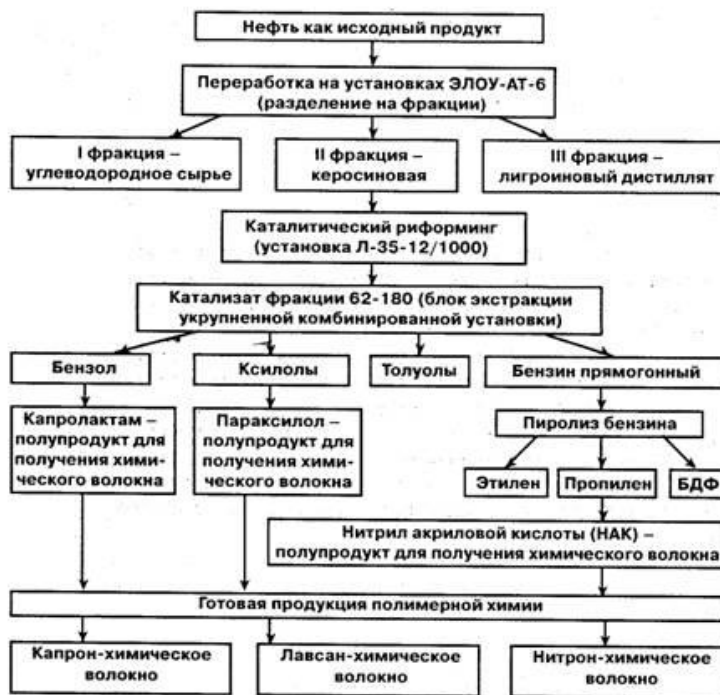 Нефть как исходный продукт
Переработка на установках ЭЛОУ-АТ-6
(разделение на фракции)
I фракция –
углеводородное сырье
II фракция –
керосиновая
III фракция –
лигроиновый дистиллят
Каталитический риформинг
(установка Л-35-12/1000)
Катализат фракции 62-180 (блок экстракции
укрупненной комбинированной установки)
Бензол
Ксилолы
Толуолы
Бензин прямогонный
Капролактам –
полупродукт для
получения хими-
ческого волокна
Параксилол –
полупродукт для
получения хими-
ческого волокна
Пиролиз бензина
Этилен
Пропилен
БДФ
Нитрил акриловой кислоты (НАК) –
полупродукт для получения химического волокна
Готовая продукция полимерной химии
Капрон-химическое
волокно
Лавсан-химическое
волокно
Нитрон-химическое
волокно